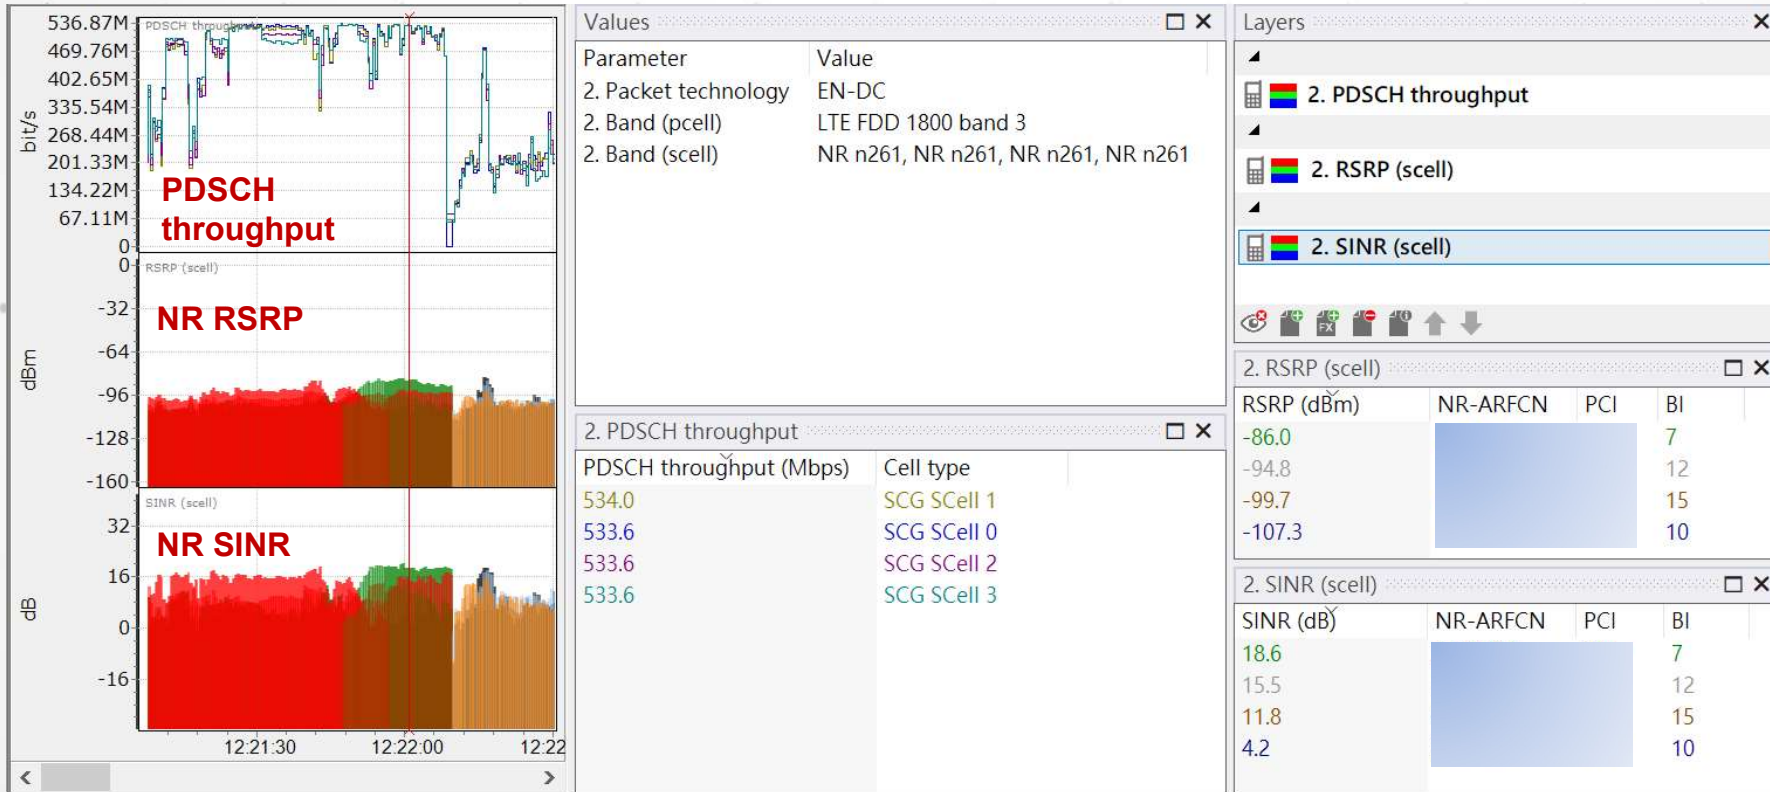 536.87M
469.76M
402.65M
335.54M
268.44M
201.33M
134.22M
67.11M
0
bit/s
PDSCH throughput
PDSCH
throughput
0
-32
-64
-96
-128
-160
dBm
RSRP (scell)
NR RSRP
32
16
0
-16
dB
SINR (scell)
NR SINR
12:21:30
12:22:00
12:22
Values
Parameter Value
2. Packet technology EN-DC
2. Band (pcell) LTE FDD 1800 band 3
2. Band (scell) NR n261, NR n261, NR n261, NR n261
2. PDSCH throughput
PDSCH throughput (Mbps) Cell type
534.0 SCG SCell 1
533.6 SCG SCell 0
533.6 SCG SCell 2
533.6 SCG SCell 3
Layers
2. PDSCH throughput
2. RSRP (scell)
2. SINR (scell)
FX
2. RSRP (scell)
RSRP (dBm) NR-ARFCN PCI BI
-86.0 7
-94.8 12
-99.7 15
-107.3 10
2. SINR (scell)
SINR (dB) NR-ARFCN PCI BI
18.6 7
15.5 12
11.8 15
4.2 10